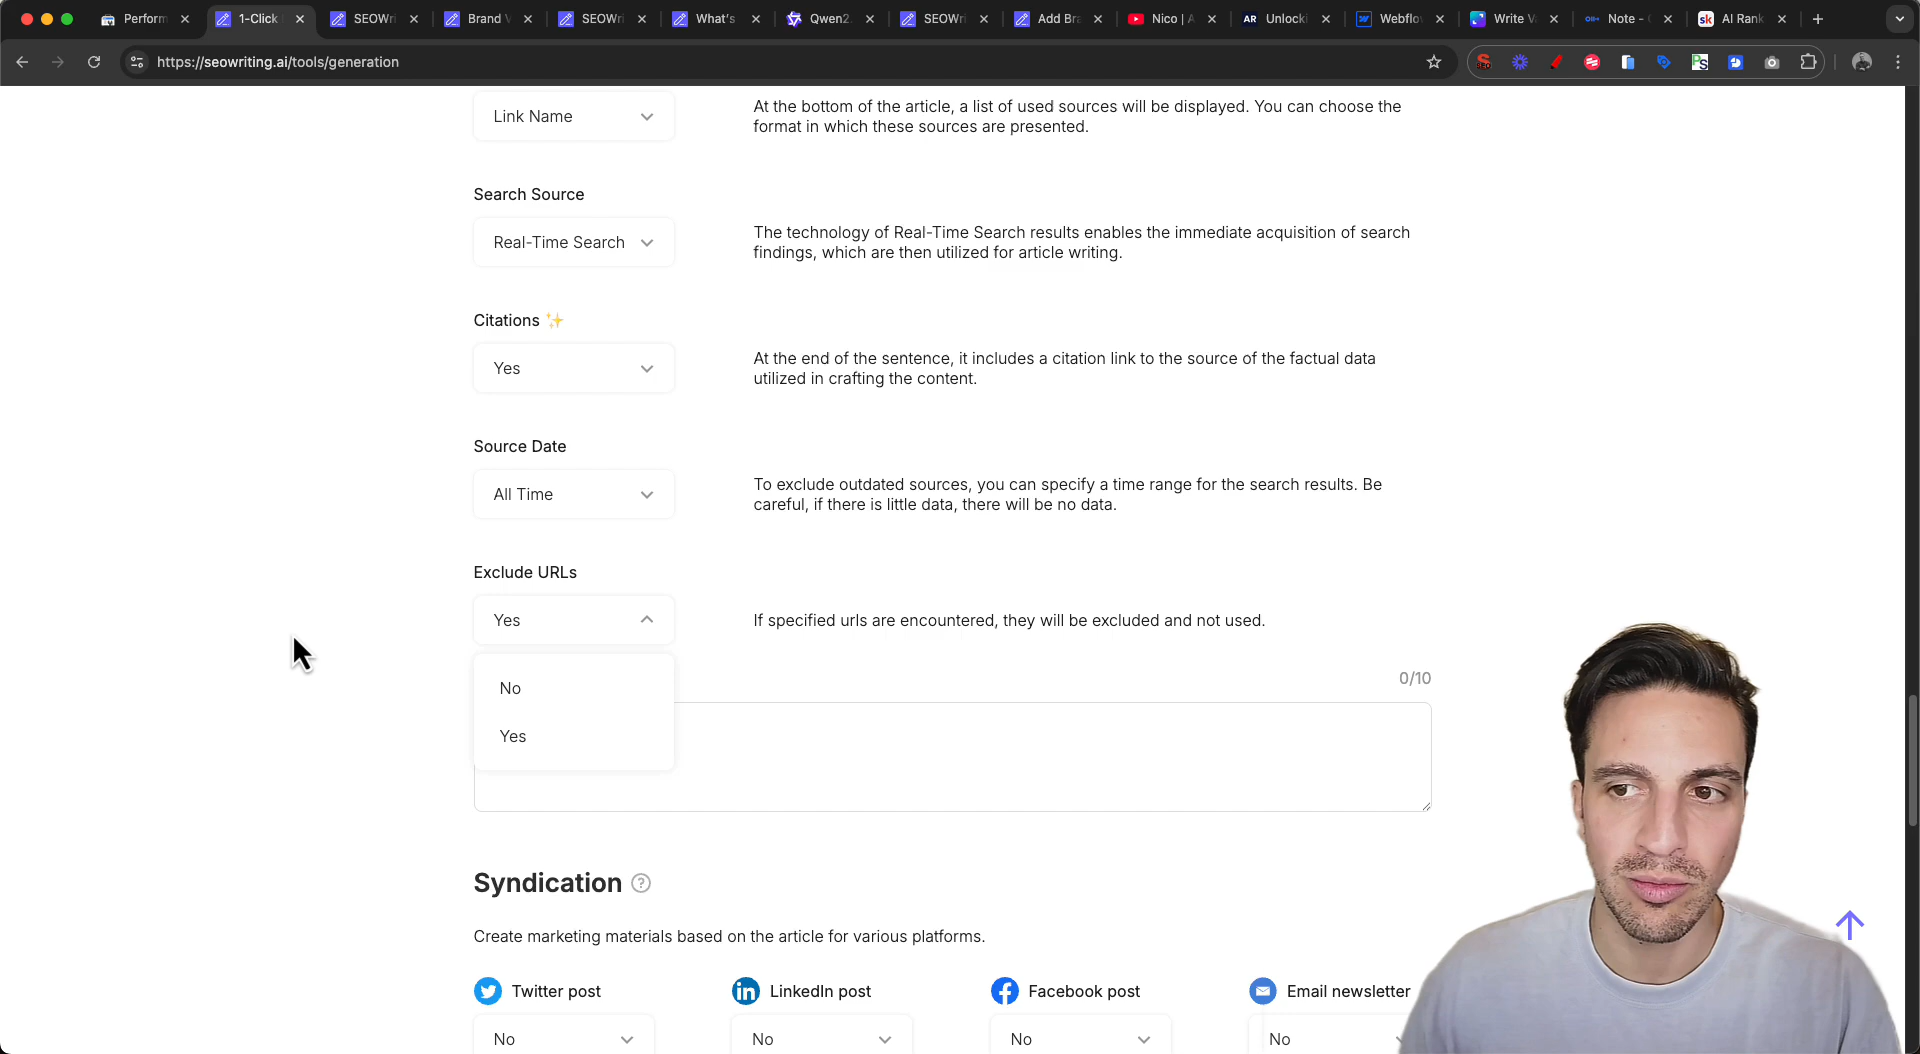 Perform
1-Click
SEOWri
Brand V
SEOWri
What's
Qwen2.
SEOWri
Add Bra
Nico | A
AR Unlocki
Webflo
Write V
Note -
sk AI Rank
https://seowriting.ai/tools/generation
Link Name
At the bottom of the article, a list of used sources will be displayed. You can choose the
format in which these sources are presented.
Search Source
Real-Time Search
The technology of Real-Time Search results enables the immediate acquisition of search
findings, which are then utilized for article writing.
Citations ✨
Yes
At the end of the sentence, it includes a citation link to the source of the factual data
utilized in crafting the content.
Source Date
All Time
To exclude outdated sources, you can specify a time range for the search results. Be
careful, if there is little data, there will be no data.
Exclude URLs
Yes
If specified urls are encountered, they will be excluded and not used.
No
Yes
0/10
Syndication
Create marketing materials based on the article for various platforms.
Twitter post
LinkedIn post
Facebook post
Email newsletter
No
No
No
No